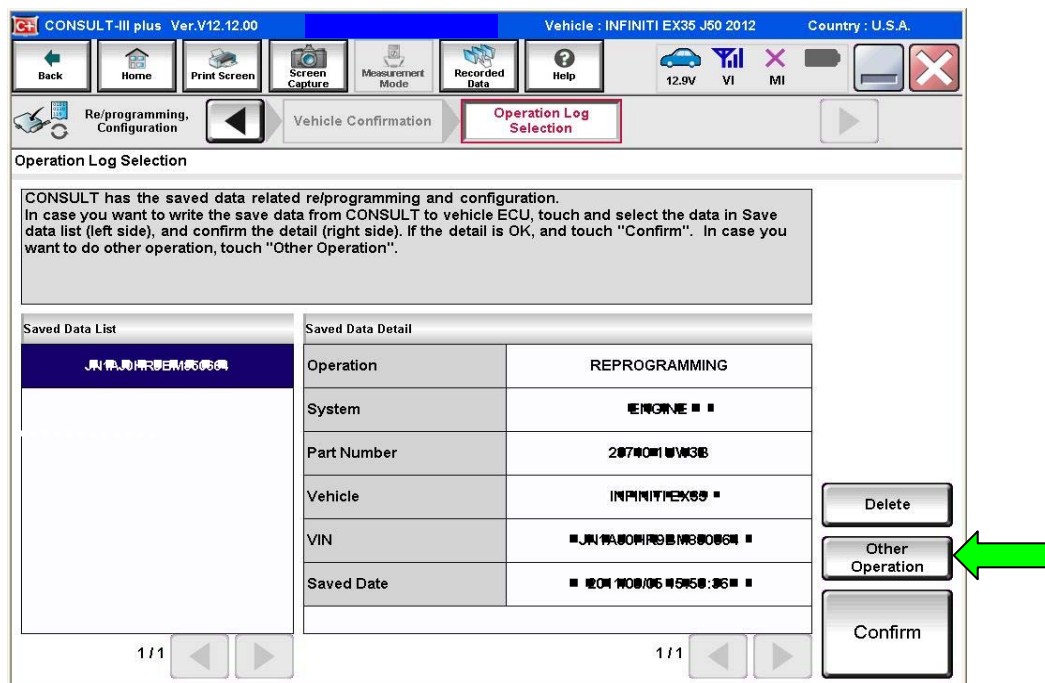 CONSULT-III plus Ver.V12.12.00
Vehicle : INFINITI EX35 J50 2012
Country : U.S.A.
Back
Home
Print Screen
Screen Capture
Measurement Mode
Recorded Data
Help
12.9V
VI
MI
Re/programming,
Configuration
Vehicle Confirmation
Operation Log
Selection
Operation Log Selection
CONSULT has the saved data related re/programming and configuration.
In case you want to write the save data from CONSULT to vehicle ECU, touch and select the data in Save
data list (left side), and confirm the detail (right side). If the detail is OK, and touch "Confirm". In case you
want to do other operation, touch "Other Operation".
Saved Data List
Saved Data Detail
Operation
REPROGRAMMING
System
ENGINE
Part Number
Vehicle
INFINITI EX35
VIN
Saved Date
Delete
Other
Operation
Confirm
1/1
1/1